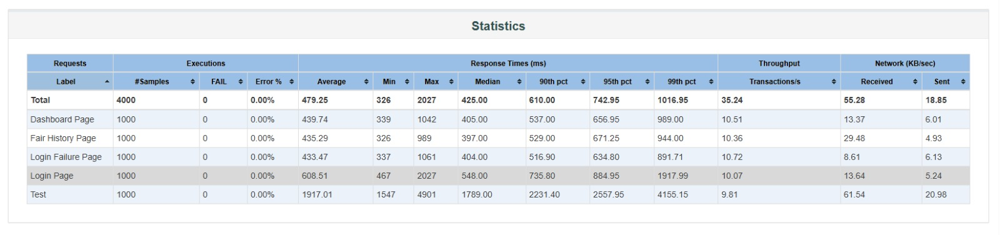 Statistics
Requests Executions Response Times (ms) Throughput Network (KB/sec)
Label #Samples FAIL Error % Average Min Max Median 90th pct 95th pct 99th pct Transactions/s Received Sent
Total 4000 0 0.00% 479.25 326 2027 425.00 610.00 742.95 1016.95 35.24 55.28 18.85
Dashboard Page 1000 0 0.00% 439.74 339 1042 405.00 537.00 656.95 989.00 10.51 13.37 6.01
Fair History Page 1000 0 0.00% 435.29 326 989 397.00 529.00 671.25 944.00 10.36 29.48 4.93
Login Failure Page 1000 0 0.00% 433.47 337 1061 404.00 516.90 634.80 891.71 10.72 8.61 6.13
Login Page 1000 0 0.00% 608.51 467 2027 548.00 735.80 884.95 1917.99 10.07 13.64 5.24
Test 1000 0 0.00% 1917.01 1547 4901 1789.00 2231.40 2557.95 4155.15 9.81 61.54 20.98